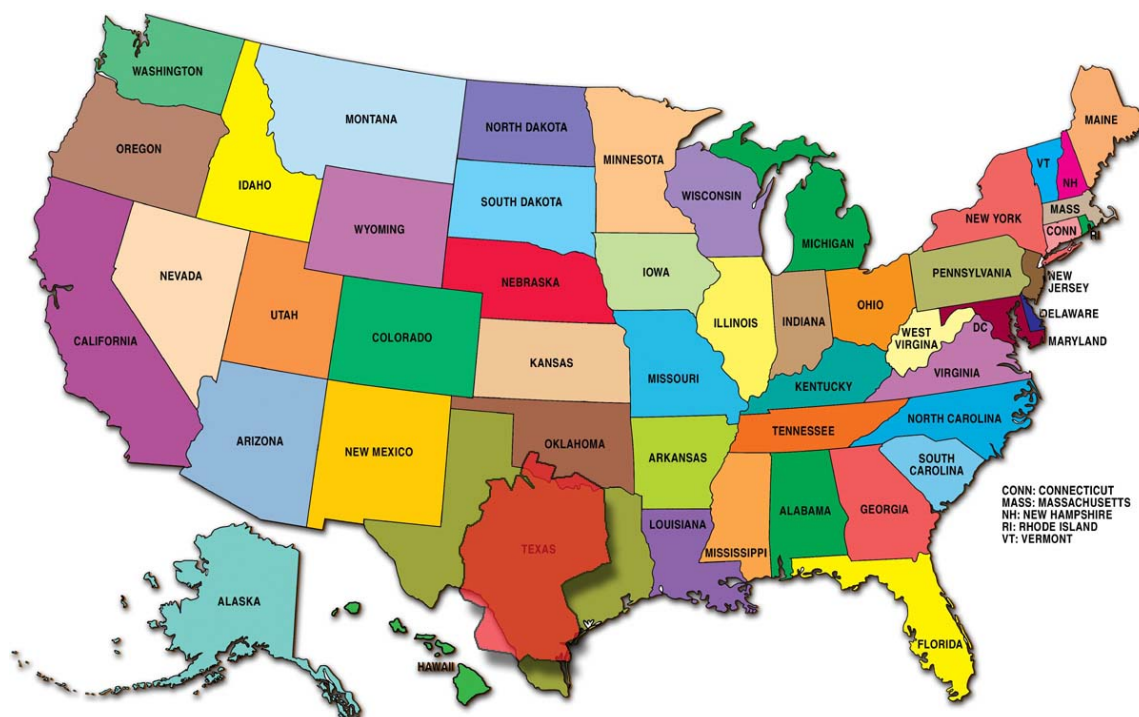 WASHINGTON
OREGON
CALIFORNIA
NEVADA
IDAHO
MONTANA
WYOMING
UTAH
COLORADO
ARIZONA
NEW MEXICO
NORTH DAKOTA
SOUTH DAKOTA
NEBRASKA
KANSAS
OKLAHOMA
TEXAS
MINNESOTA
IOWA
MISSOURI
ARKANSAS
LOUISIANA
WISCONSIN
ILLINOIS
MICHIGAN
INDIANA
OHIO
KENTUCKY
TENNESSEE
MISSISSIPPI
ALABAMA
GEORGIA
FLORIDA
SOUTH
CAROLINA
NORTH CAROLINA
VIRGINIA
WEST
VIRGINA
DC
PENNSYLVANIA
NEW YORK
VT
NH
MAINE
MASS
CONN
RI
NEW
JERSEY
DELAWARE
MARYLAND
ALASKA
HAWAII
CONN: CONNECTICUT
MASS: MASSACHUSETTS
NH: NEW HAMPSHIRE
RI: RHODE ISLAND
VT: VERMONT